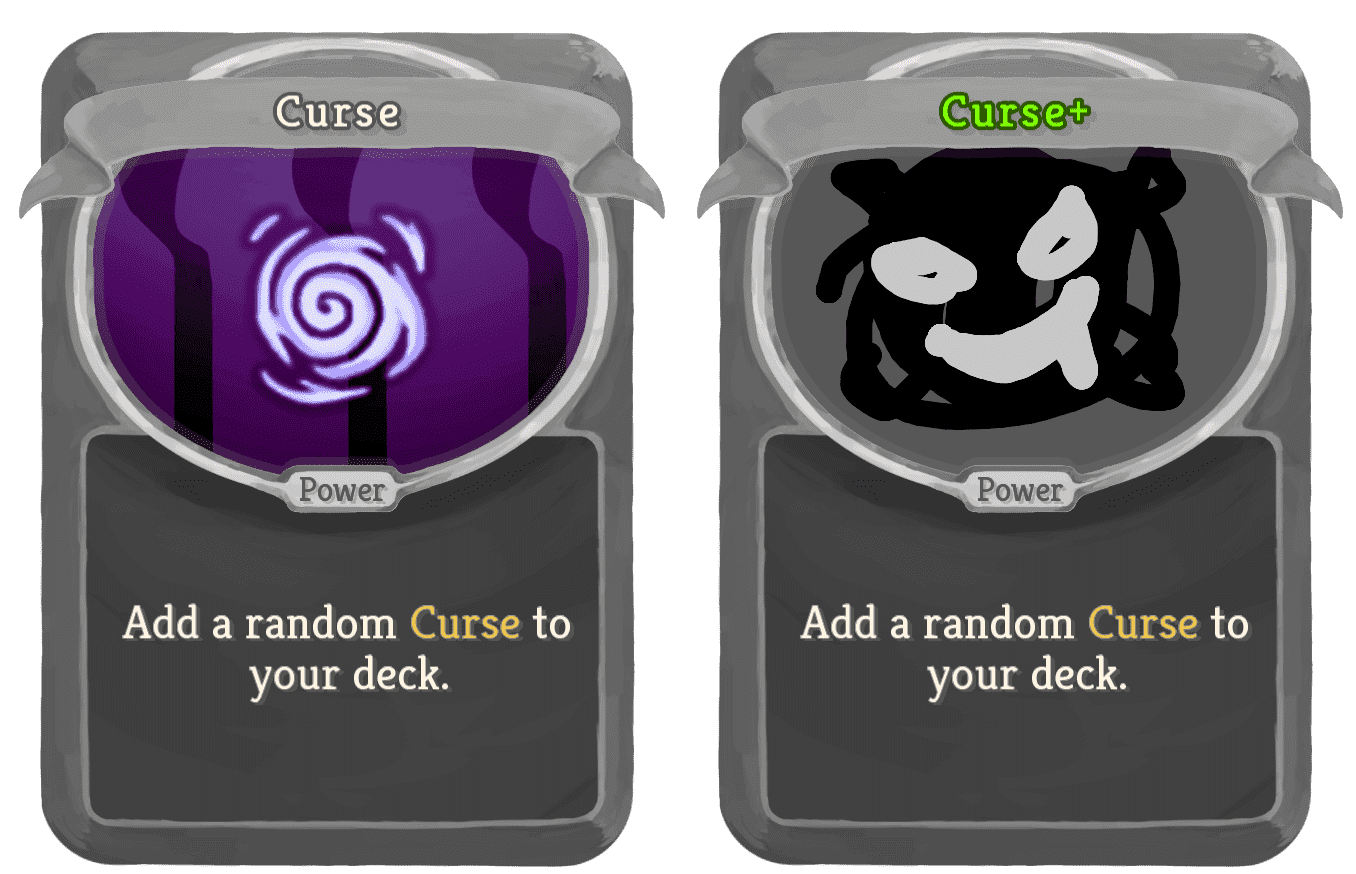 Curse
Power
Add a random Curse to
your deck.
Curse+
Power
Add a random Curse to
your deck.